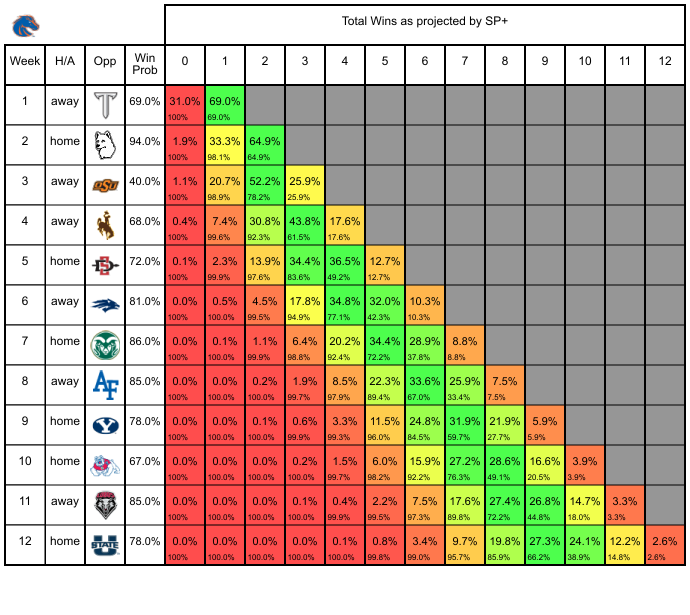 Total Wins as projected by SP+
Week H/A Opp Win Prob 0 1 2 3 4 5 6 7 8 9 10 11 12
1 away T 69.0% 31.0% 69.0%
100% 69.0%
2 home 94.0% 1.9% 33.3% 64.9%
100% 98.1% 64.9%
3 away OSU 40.0% 1.1% 20.7% 52.2% 25.9%
100% 98.9% 78.2% 25.9%
4 away 68.0% 0.4% 7.4% 30.8% 43.8% 17.6%
100% 99.6% 92.3% 61.5% 17.6%
5 home SD 72.0% 0.1% 2.3% 13.9% 34.4% 36.5% 12.7%
100% 99.9% 97.6% 83.6% 49.2% 12.7%
6 away 81.0% 0.0% 0.5% 4.5% 17.8% 34.8% 32.0% 10.3%
100% 100.0% 99.5% 94.9% 77.1% 42.3% 10.3%
7 home 86.0% 0.0% 0.1% 1.1% 6.4% 20.2% 34.4% 28.9% 8.8%
100% 100.0% 99.9% 98.8% 92.4% 72.2% 37.8% 8.8%
8 away AF 85.0% 0.0% 0.0% 0.2% 1.9% 8.5% 22.3% 33.6% 25.9% 7.5%
100% 100.0% 100.0% 99.7% 97.9% 89.4% 67.0% 33.4% 7.5%
9 home Y 78.0% 0.0% 0.0% 0.1% 0.6% 3.3% 11.5% 24.8% 31.9% 21.9% 5.9%
100% 100.0% 100.0% 99.9% 99.3% 96.0% 84.5% 59.7% 27.7% 5.9%
10 home 67.0% 0.0% 0.0% 0.0% 0.2% 1.5% 6.0% 15.9% 27.2% 28.6% 16.6% 3.9%
100% 100.0% 100.0% 100.0% 99.7% 98.2% 92.2% 76.3% 49.1% 20.5% 3.9%
11 away 85.0% 0.0% 0.0% 0.0% 0.1% 0.4% 2.2% 7.5% 17.6% 27.4% 26.8% 14.7% 3.3%
100% 100.0% 100.0% 100.0% 99.9% 99.5% 97.3% 89.8% 72.2% 44.8% 18.0% 3.3%
12 home U STATE 78.0% 0.0% 0.0% 0.0% 0.0% 0.1% 0.8% 3.4% 9.7% 19.8% 27.3% 24.1% 12.2% 2.6%
100% 100.0% 100.0% 100.0% 100.0% 99.8% 99.0% 95.7% 85.9% 66.2% 38.9% 14.8% 2.6%